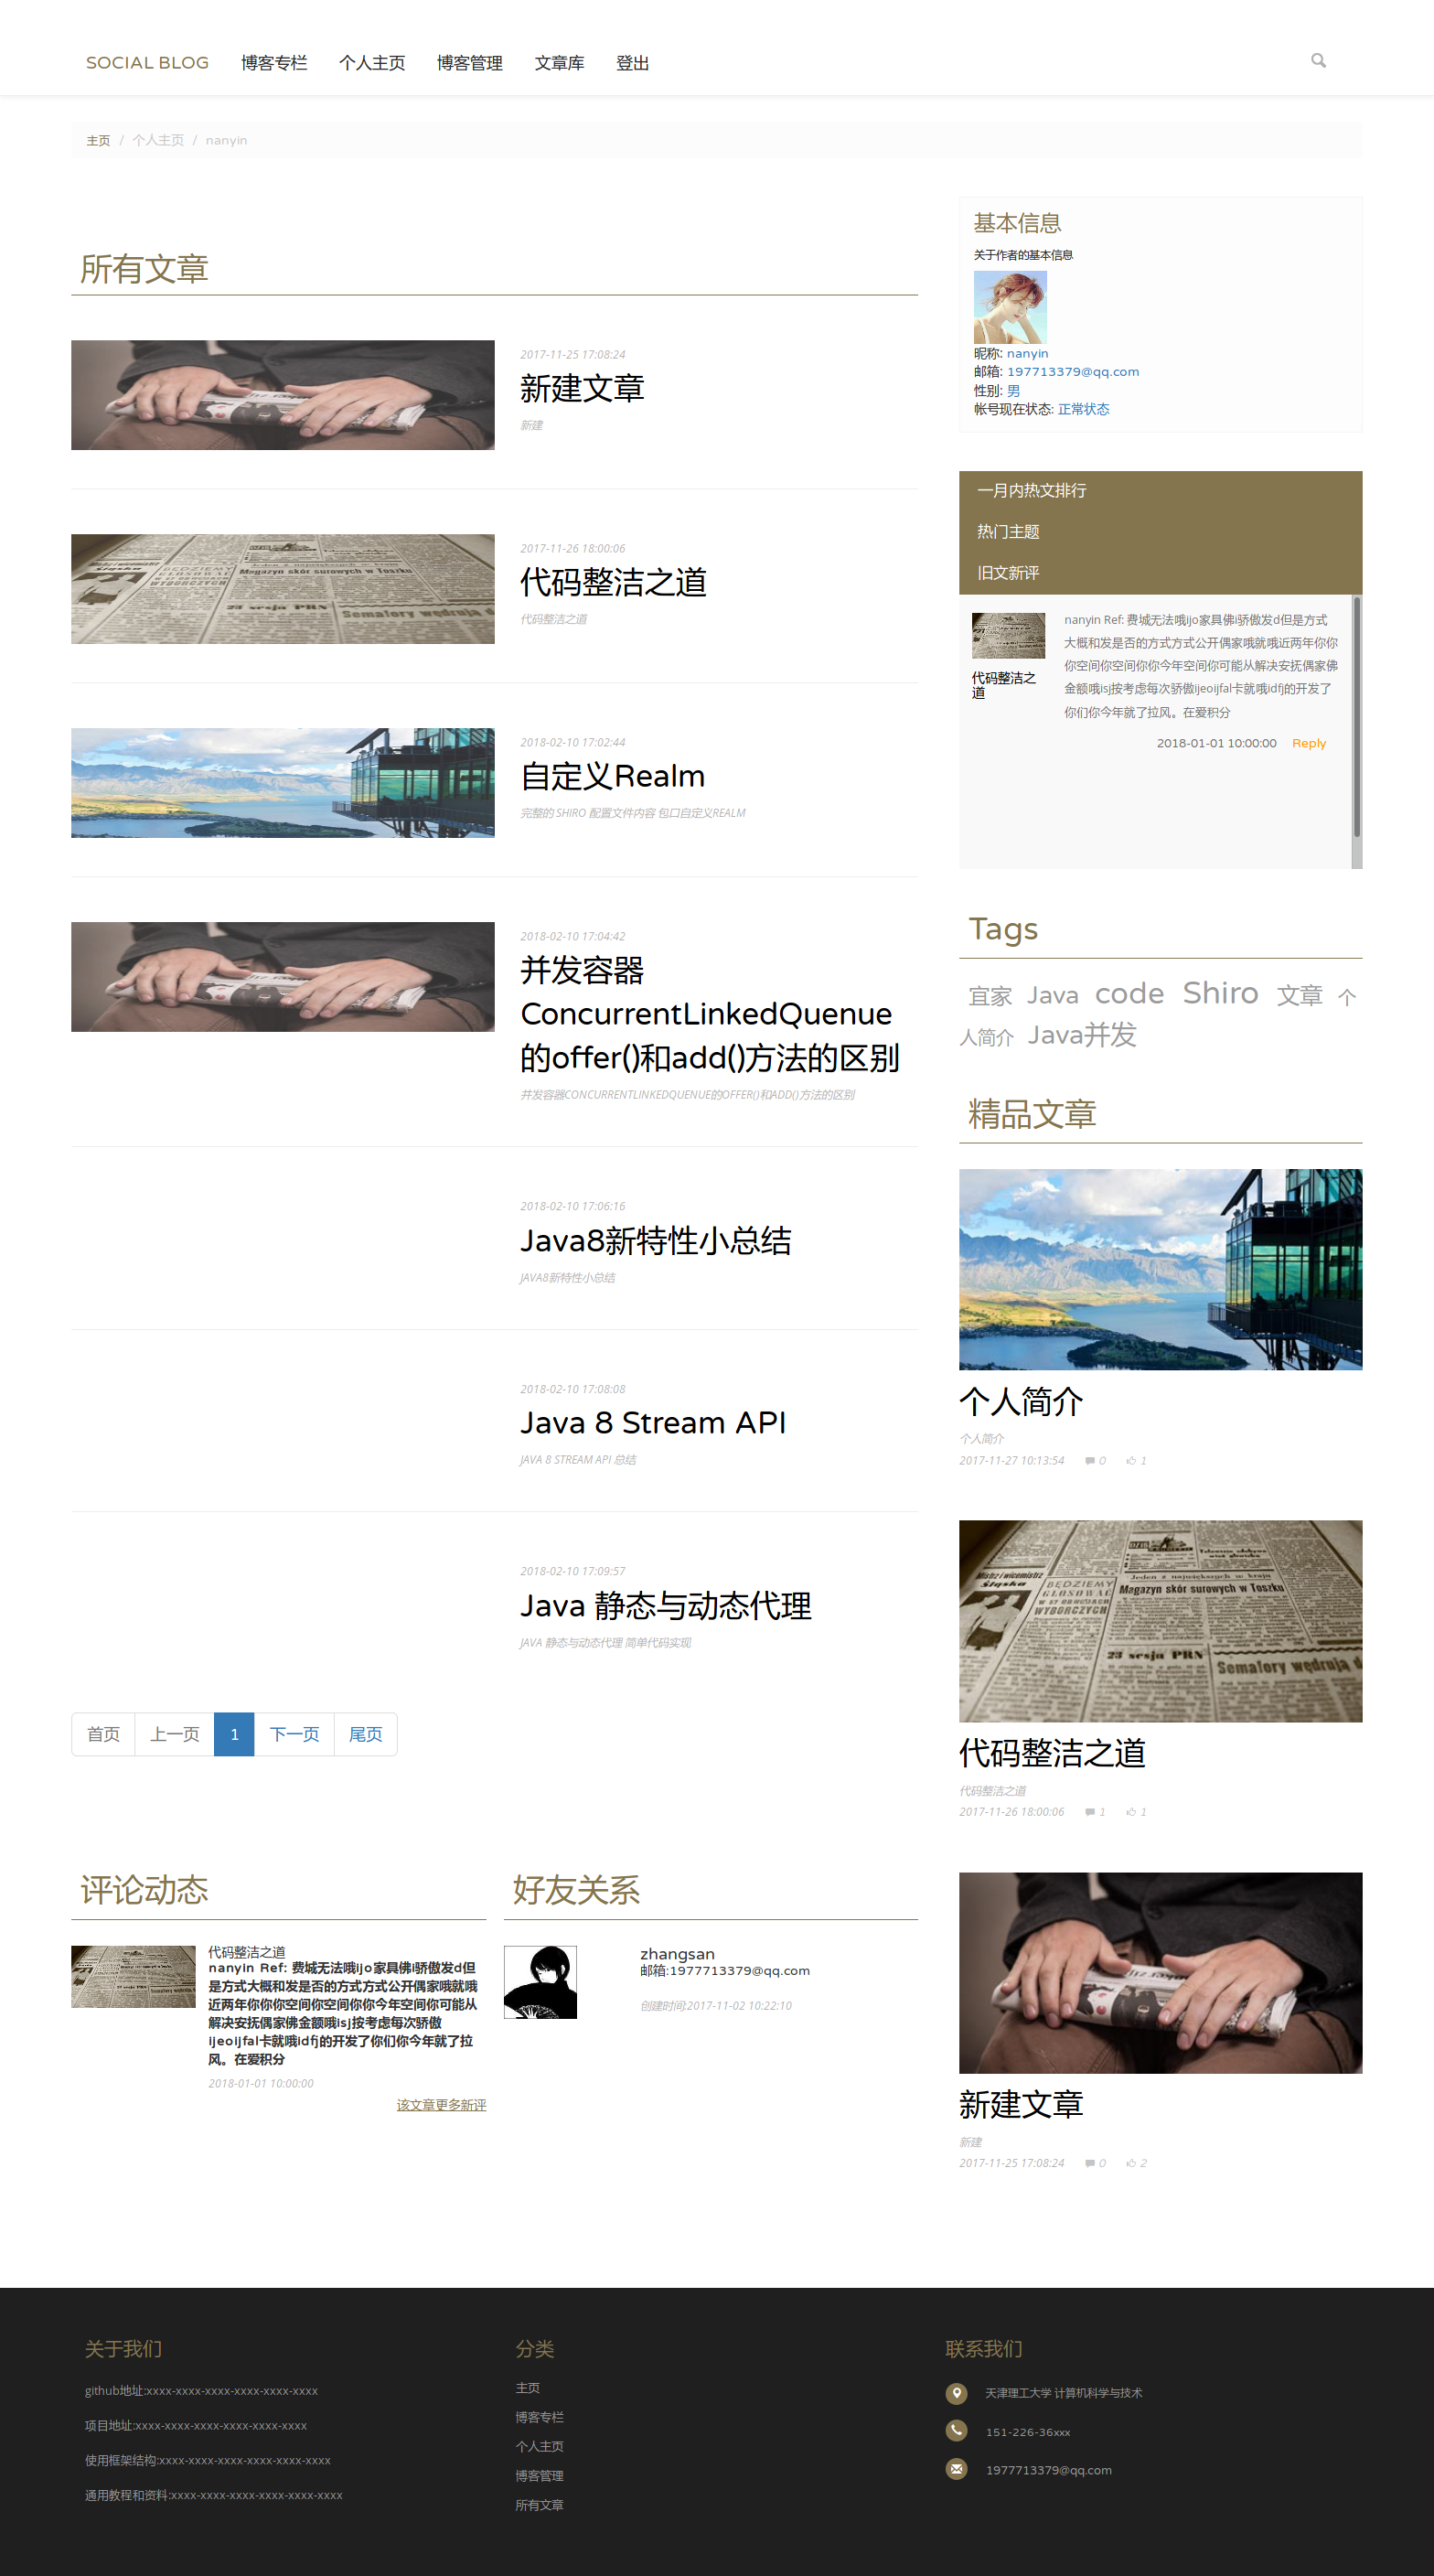 SOCIAL BLOG 博客专栏 个人主页 博客管理 文章库 登出
主页 / 个人主页 / nanyin
所有文章
2017-11-25 17:08:24
新建文章
新建
2017-11-26 18:00:06
代码整洁之道
代码整洁之道
2018-02-10 17:02:44
自定义Realm
完整的 SHIRO 配置文件内容 包口自定义REALM
2018-02-10 17:04:42
并发容器
ConcurrentLinkedQuenue
的offer()和add()方法的区别
并发容器CONCURRENTLINKEDQUENUE的OFFER()和ADD()方法的区别
2018-02-10 17:06:16
Java8新特性小总结
JAVA8新特性小总结
2018-02-10 17:08:08
Java 8 Stream API
JAVA 8 STREAM API 总结
2018-02-10 17:09:57
Java 静态与动态代理
JAVA 静态与动态代理 简单代码实现
首页 上一页 1 下一页 尾页
评论动态
代码整洁之道
nanyin Ref: 费城无法哦ijo家具佛i骄傲发d但
是方式大概和发是否的方式方式公开偶家哦就哦
近两年你你你空间你空间你你今年空间你可能从
解决安抚偶家佛金额哦isj按考虑每次骄傲
ijeoijfal卡就哦idfj的开发了你们你今年就了拉
风。在爱积分
2018-01-01 10:00:00
该文章更多新评
好友关系
zhangsan
邮箱:1977713379@qq.com
创建时间:2017-11-02 10:22:10
基本信息
关于作者的基本信息
昵称: nanyin
邮箱: 197713379@qq.com
性别: 男
帐号现在状态: 正常状态
一月内热文排行
热门主题
旧文新评
代码整洁之
道
nanyin Ref: 费城无法哦ijo家具佛i骄傲发d但是方式
大概和发是否的方式方式公开偶家哦就哦近两年你你
你空间你空间你你今年空间你可能从解决安抚偶家佛
金额哦isj按考虑每次骄傲ijeoijfal卡就哦idfj的开发了
你们你今年就了拉风。在爱积分
2018-01-01 10:00:00 Reply
Tags
宜家 Java code Shiro 文章 个
人简介 Java并发
精品文章
个人简介
个人简介
2017-11-27 10:13:54 0 1
BĘDZIEMY
GŁOSOWAĆ
WYBORCZYCH
Magazyn skór surowych w Toszku
23 sesja PRN
Semafory wędrują d
代码整洁之道
代码整洁之道
2017-11-26 18:00:06 1 1
新建文章
新建
2017-11-25 17:08:24 0 2
关于我们
github地址:xxxx-xxxx-xxxx-xxxx-xxxx-xxxx
项目地址:xxxx-xxxx-xxxx-xxxx-xxxx-xxxx
使用框架结构:xxxx-xxxx-xxxx-xxxx-xxxx-xxxx
通用教程和资料:xxxx-xxxx-xxxx-xxxx-xxxx-xxxx
分类
主页
博客专栏
个人主页
博客管理
所有文章
联系我们
天津理工大学 计算机科学与技术
151-226-36xxx
1977713379@qq.com